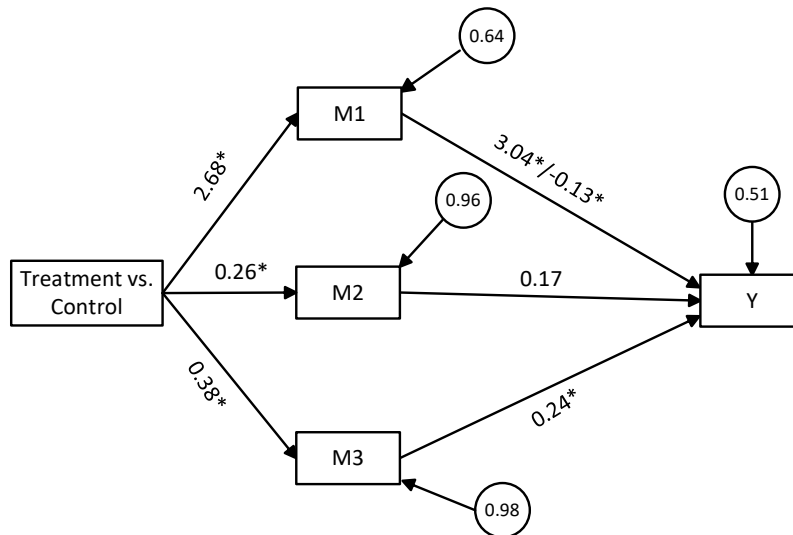 0.64
M1
2.68*
3.04*/-0.13*
0.96
0.51
Treatment vs.
Control
0.26*
M2
0.17
Y
0.38*
0.24*
M3
0.98